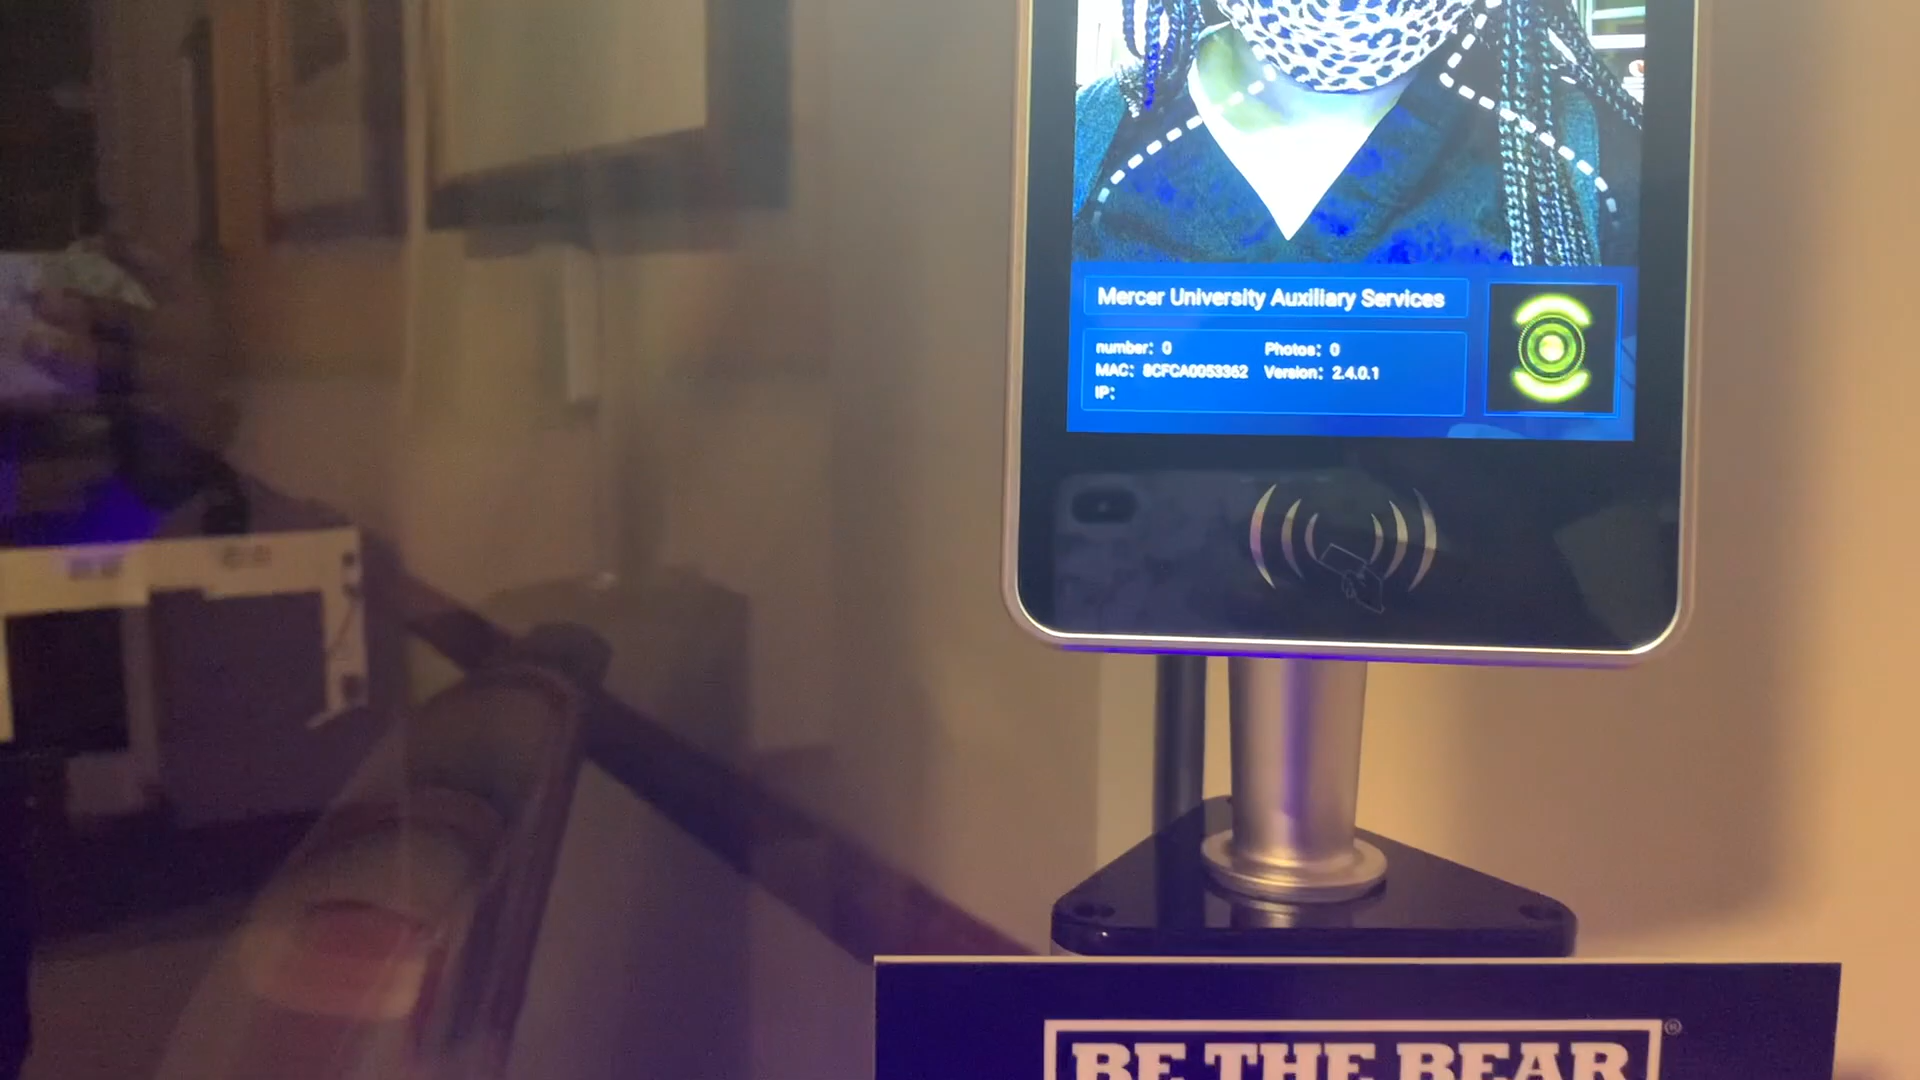 Mercer University Auxiliary Services
number: 0 Photos: 0
MAC: 8CFCA0053362 Version: 2.4.0.1
IP:
BE THE BEAR
®